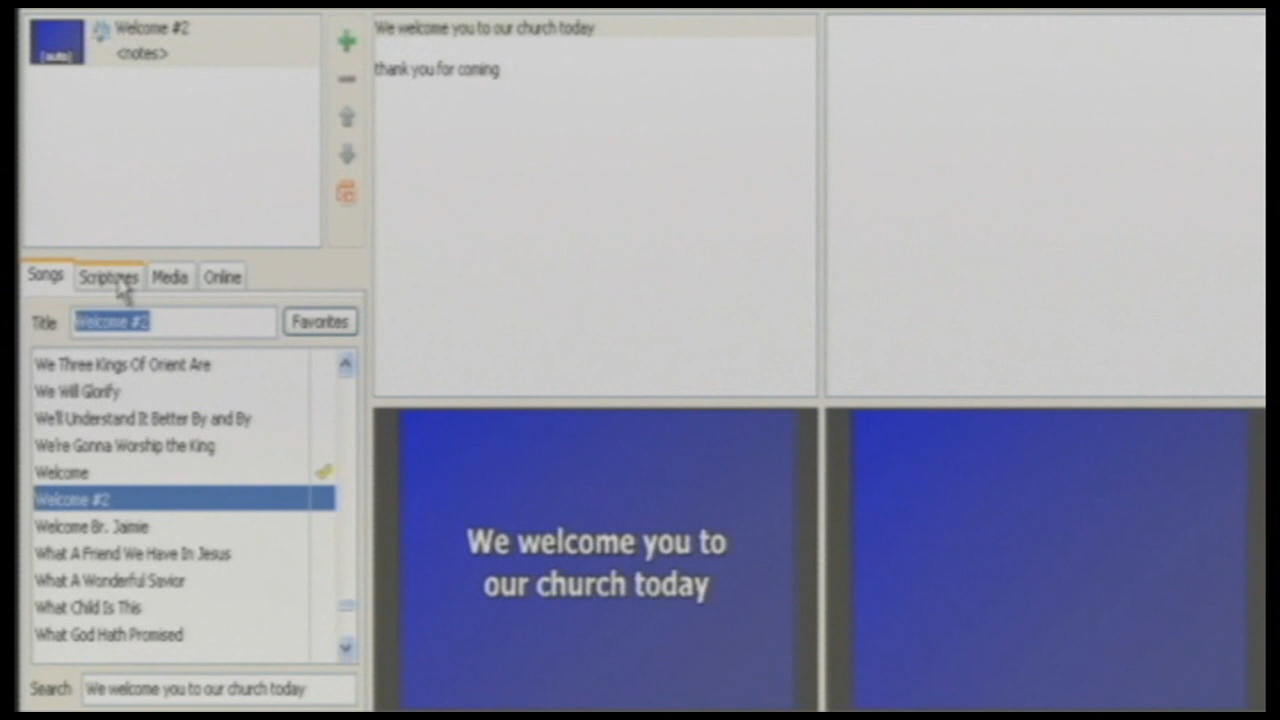 Welcome #2
<notes>
[auto]
We welcome you to our church today
thank you for coming
Songs
Scriptures
Media
Online
Title
Welcome #2
Favorites
We Three Kings Of Orient Are
We Will Glorify
We'll Understand It Better By and By
We're Gonna Worship the King
Welcome
Welcome #2
Welcome Br. Jamie
What A Friend We Have In Jesus
What A Wonderful Savior
What Child Is This
What God Hath Promised
Search
We welcome you to our church today
We welcome you to
our church today